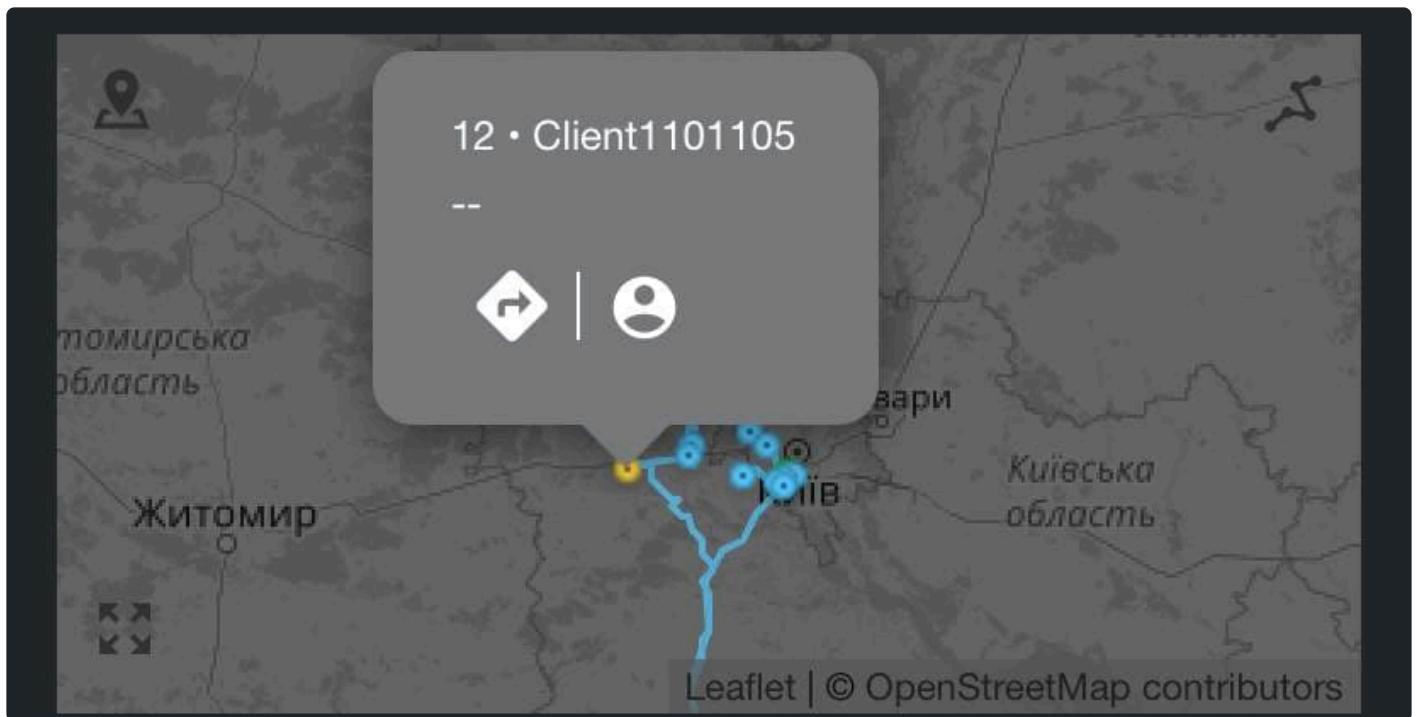 12 • Client1101105
--
томирська
область
вари
Київська
область
Київ
Житомир
Leaflet | © OpenStreetMap contributors